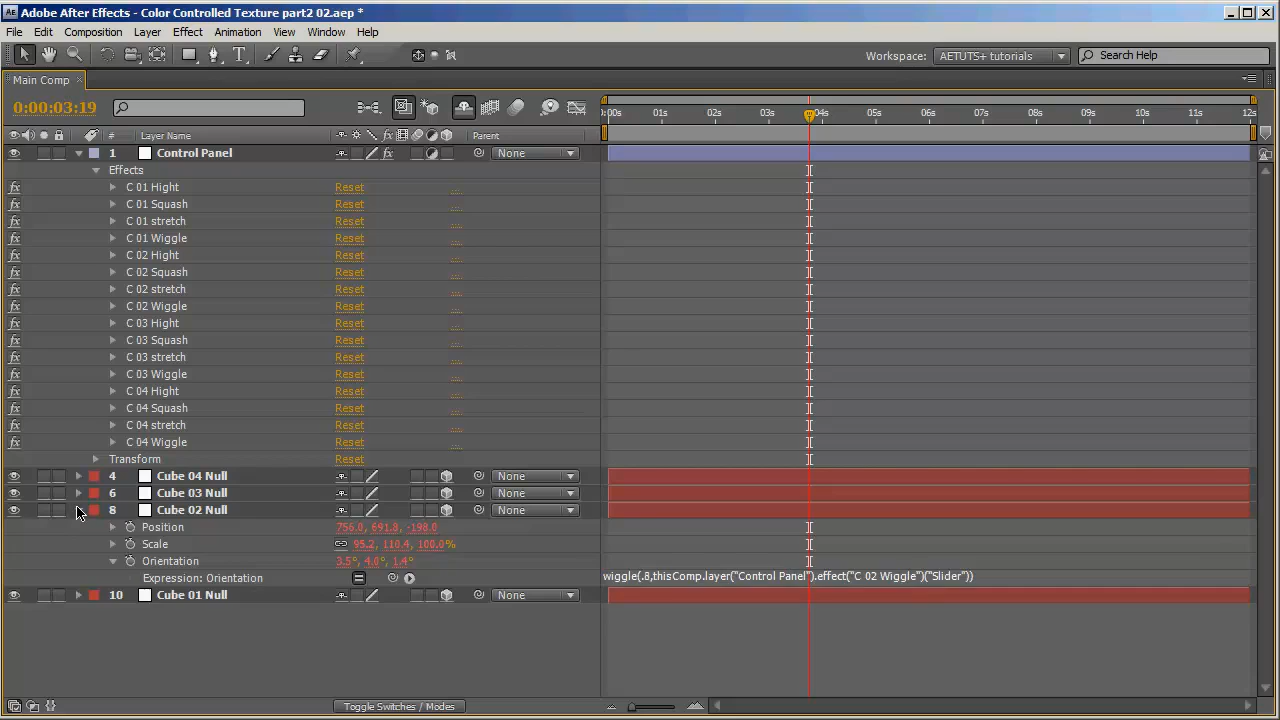 Adobe After Effects - Color Controlled Texture part2 02.aep *
File Edit Composition Layer Effect Animation View Window Help
Workspace: AETUTS+ tutorials Search Help
Main Comp
0:00:03:19
:00s 01s 02s 03s 04s 05s 06s 07s 08s 09s 10s 11s 12s
# Layer Name Parent
1 Control Panel None
Effects
C 01 Hight Reset
C 01 Squash Reset
C 01 stretch Reset
C 01 Wiggle Reset
C 02 Hight Reset
C 02 Squash Reset
C 02 stretch Reset
C 02 Wiggle Reset
C 03 Hight Reset
C 03 Squash Reset
C 03 stretch Reset
C 03 Wiggle Reset
C 04 Hight Reset
C 04 Squash Reset
C 04 stretch Reset
C 04 Wiggle Reset
Transform Reset
4 Cube 04 Null None
6 Cube 03 Null None
8 Cube 02 Null None
Position 756.0, 691.8, -198.0
Scale 95.2, 110.4, 100.0%
Orientation 3.5°, 4.0°, 1.4°
Expression: Orientation wiggle(.8,thisComp.layer("Control Panel").effect("C 02 Wiggle")("Slider"))
10 Cube 01 Null None
Toggle Switches / Modes